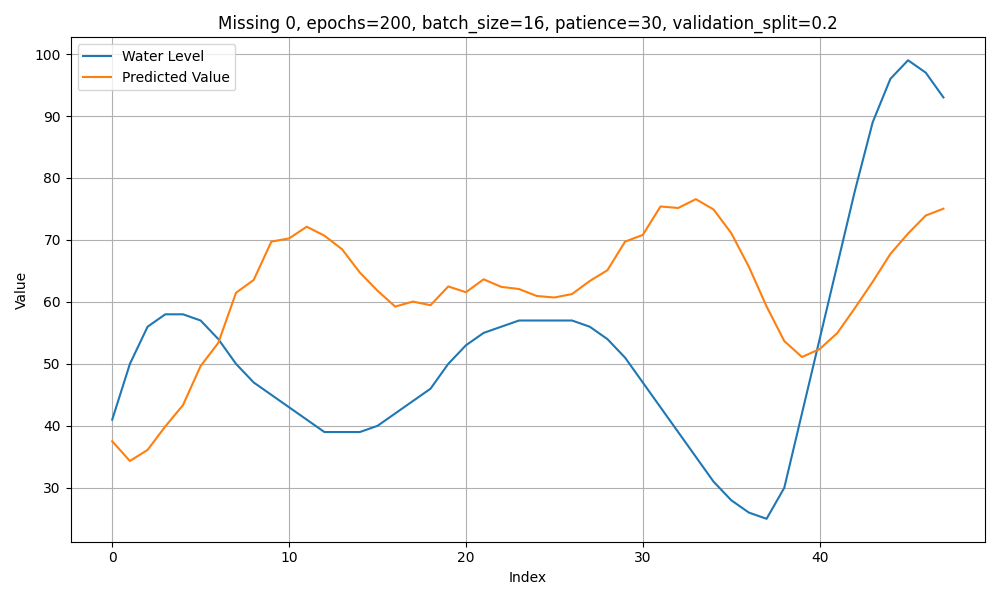 Missing 0, epochs=200, batch_size=16, patience=30, validation_split=0.2
Water Level
Predicted Value
100
90
80
70
60
50
40
30
Value
0 10 20 30 40
Index